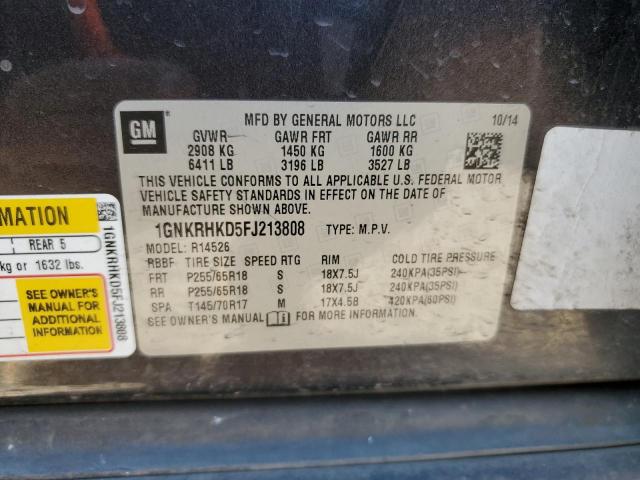 GM
MFD BY GENERAL MOTORS LLC 10/14
GVWR GAWR FRT GAWR RR
2908 KG 1450 KG 1600 KG
6411 LB 3196 LB 3527 LB
THIS VEHICLE CONFORMS TO ALL APPLICABLE U.S. FEDERAL MOTOR
VEHICLE SAFETY STANDARDS IN EFFECT ON THE DATE OF
MANUFACTURE SHOWN ABOVE.
1GNKRHKD5FJ213808 TYPE: M.P.V.
MODEL: R14526
RBBF TIRE SIZE SPEED RTG RIM COLD TIRE PRESSURE
FRT P255/65R18 S 18X7.5J 240KPA(35PSI)
RR P255/65R18 S 18X7.5J 240KPA(35PSI)
SPA T145/70R17 M 17X4.5B 420KPA(60PSI)
SEE OWNER'S MANUAL FOR MORE INFORMATION.
MATION
REAR 5
kg or 1632 lbs.
SEE OWNER'S
MANUAL FOR
ADDITIONAL
INFORMATION
1GNKRHKD5FJ213808